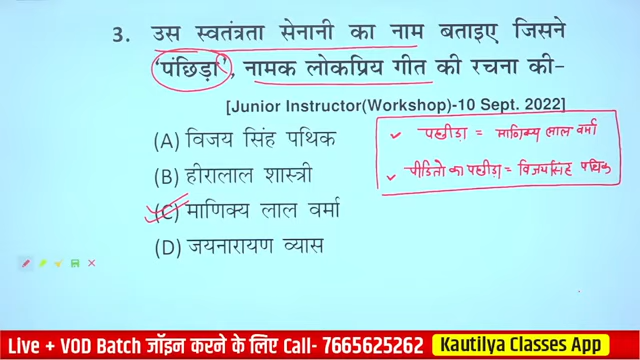 3. उस स्वतंत्रता सेनानी का नाम बताइए जिसने
'पंछिड़ा', नामक लोकप्रिय गीत की रचना की-
[Junior Instructor(Workshop)-10 Sept. 2022]
(A) विजय सिंह पथिक
(B) हीरालाल शास्त्री
(C) माणिक्य लाल वर्मा
(D) जयनारायण व्यास
✓ पछीड़ा = माणिक्य लाल वर्मा
✓ पीडितो का पछीड़ा = विजयसिंह पथिक
Live + VOD Batch जॉइन करने के लिए Call- 7665625262
Kautilya Classes App